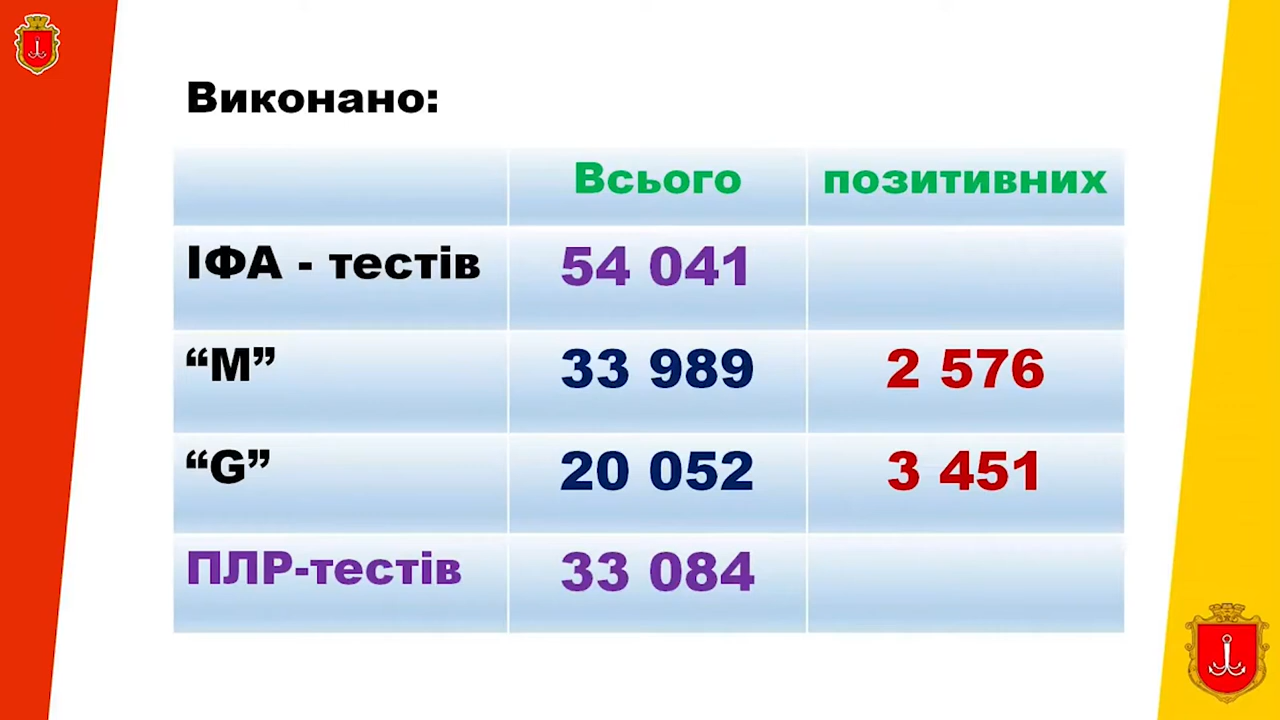 Виконано:
Всього позитивних
ІФА - тестів 54 041
“М” 33 989 2 576
“G” 20 052 3 451
ПЛР-тестів 33 084